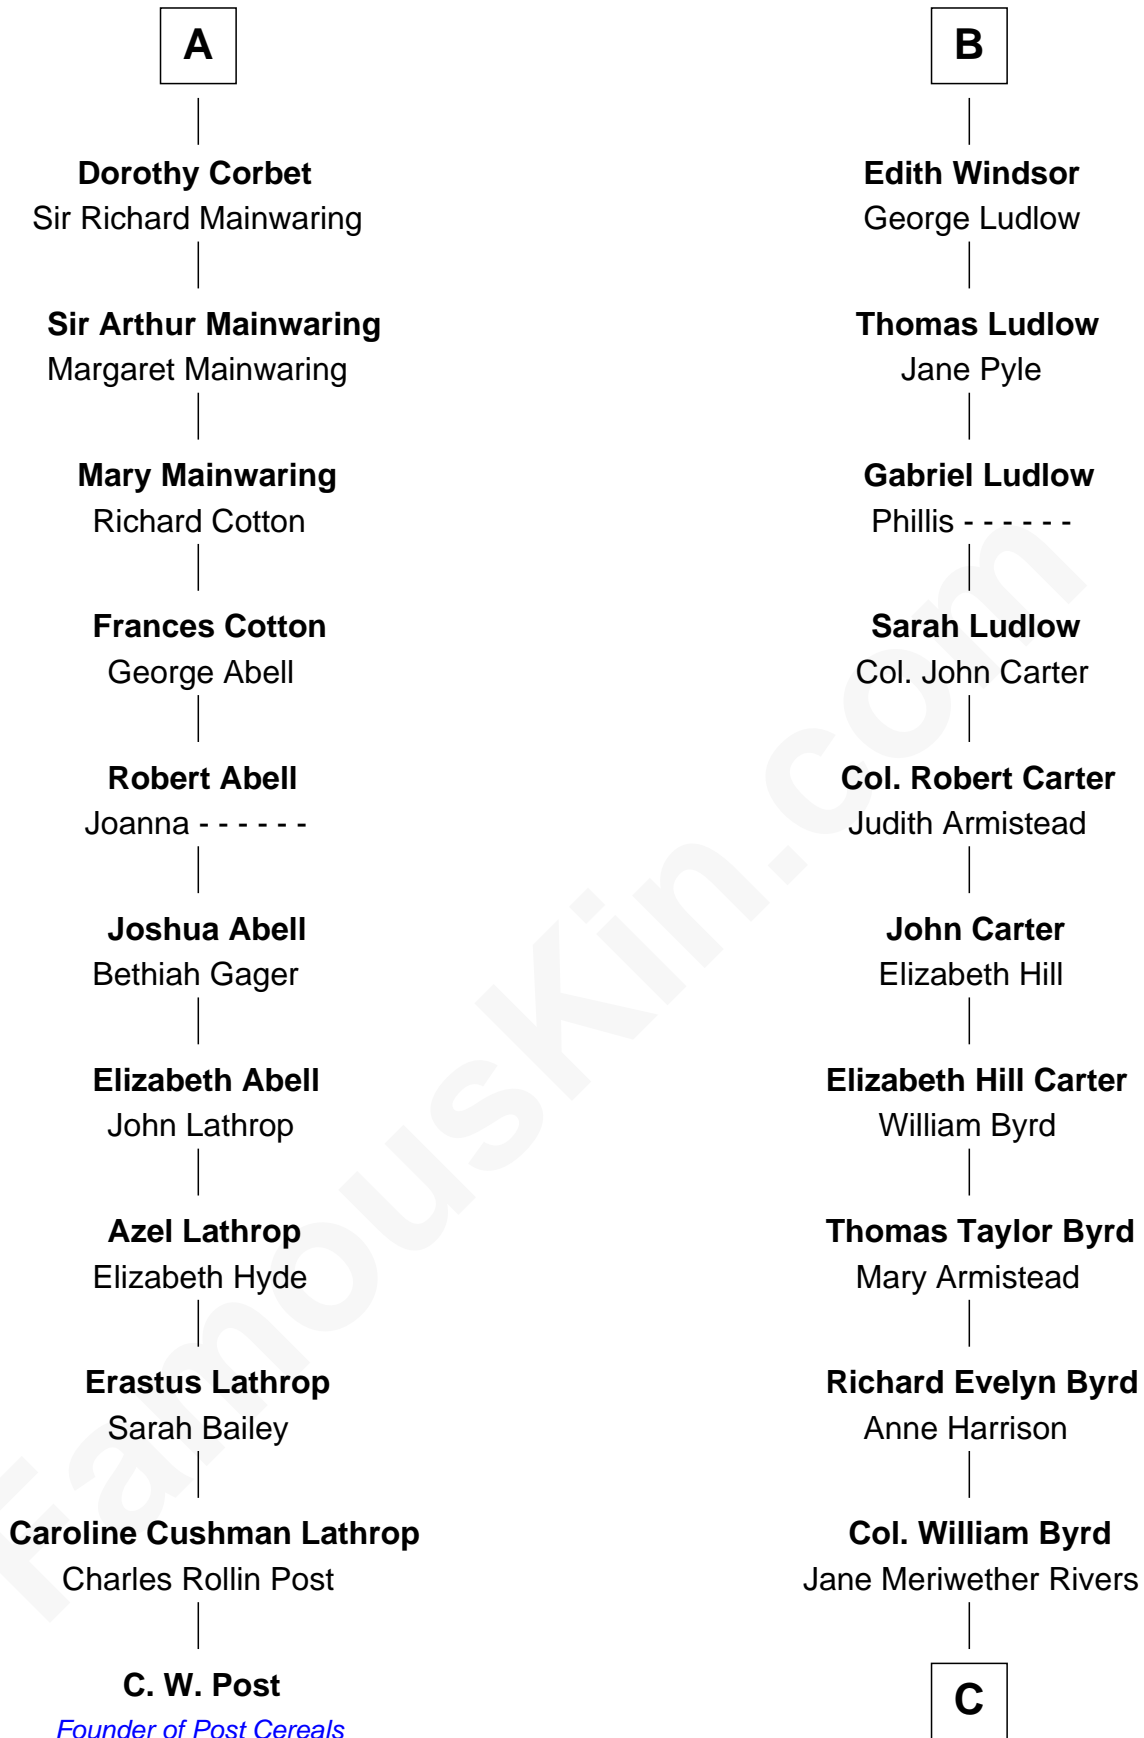 A
Dorothy Corbet
Sir Richard Mainwaring
Sir Arthur Mainwaring
Margaret Mainwaring
Mary Mainwaring
Richard Cotton
Frances Cotton
George Abell
Robert Abell
Joanna - - - - - -
Joshua Abell
Bethiah Gager
Elizabeth Abell
John Lathrop
Azel Lathrop
Elizabeth Hyde
Erastus Lathrop
Sarah Bailey
Caroline Cushman Lathrop
Charles Rollin Post
C. W. Post
Founder of Post Cereals
B
Edith Windsor
George Ludlow
Thomas Ludlow
Jane Pyle
Gabriel Ludlow
Phillis - - - - - -
Sarah Ludlow
Col. John Carter
Col. Robert Carter
Judith Armistead
John Carter
Elizabeth Hill
Elizabeth Hill Carter
William Byrd
Thomas Taylor Byrd
Mary Armistead
Richard Evelyn Byrd
Anne Harrison
Col. William Byrd
Jane Meriwether Rivers
C
FamousKin.com